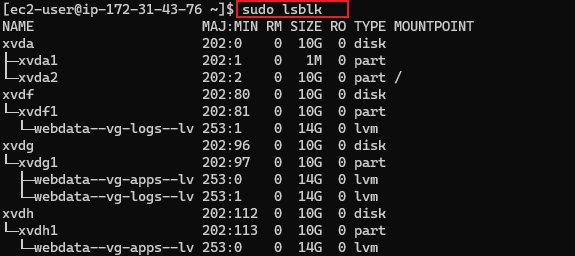 [ec2-user@ip-172-31-43-76 ~]$ sudo lsblk
NAME                       MAJ:MIN RM SIZE RO TYPE MOUNTPOINT
xvda                       202:0    0  10G  0 disk
├─xvda1                    202:1    0   1M  0 part
└─xvda2                    202:2    0  10G  0 part /
xvdf                       202:80   0  10G  0 disk
└─xvdf1                    202:81   0  10G  0 part
  └─webdata--vg-logs--lv   253:1    0  14G  0 lvm
xvdg                       202:96   0  10G  0 disk
└─xvdg1                    202:97   0  10G  0 part
  ├─webdata--vg-apps--lv   253:0    0  14G  0 lvm
  └─webdata--vg-logs--lv   253:1    0  14G  0 lvm
xvdh                       202:112  0  10G  0 disk
└─xvdh1                    202:113  0  10G  0 part
  └─webdata--vg-apps--lv   253:0    0  14G  0 lvm